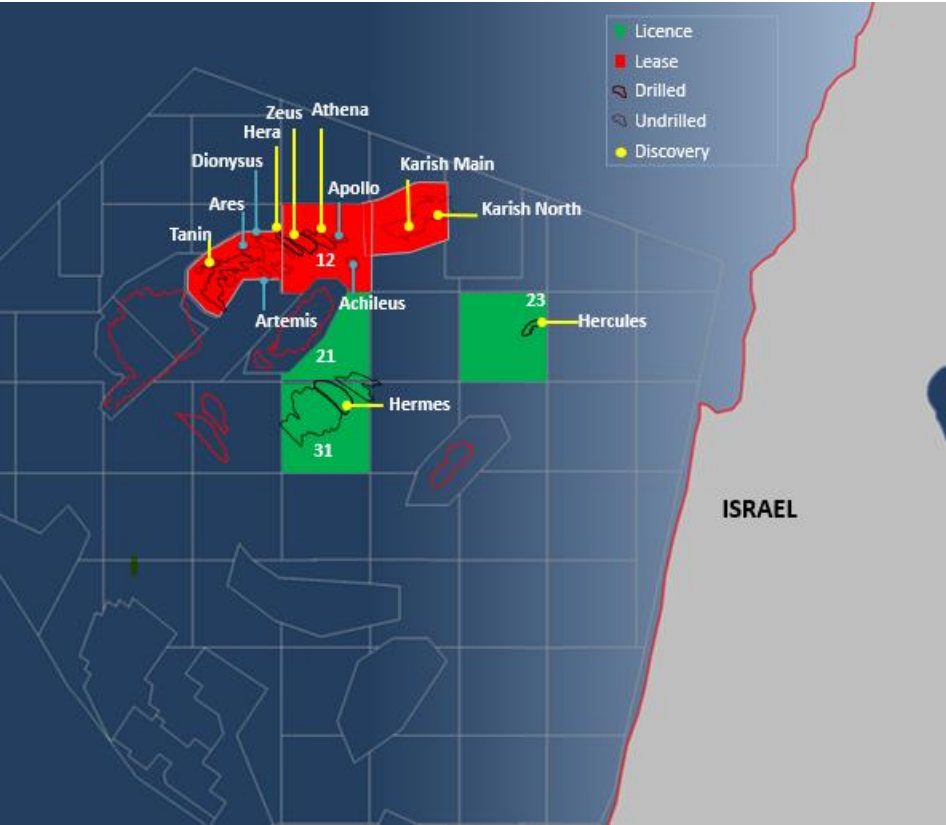 Licence
Lease
Drilled
Undrilled
Discovery
Zeus
Athena
Hera
Dionysus
Karish Main
Apollo
Ares
Karish North
Tanin
12
Achileus
23
Artemis
Hercules
21
Hermes
31
ISRAEL